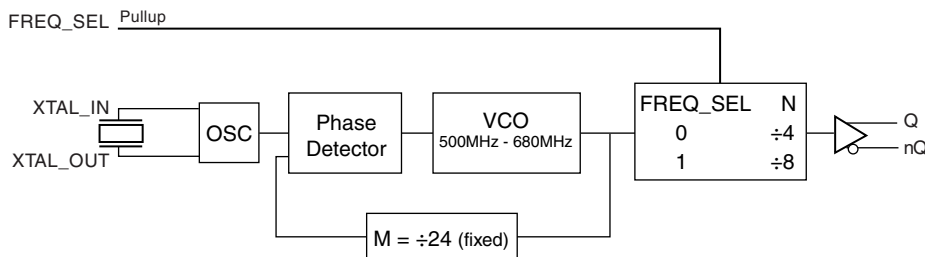 FREQ_SEL Pullup
XTAL_IN
XTAL_OUT
OSC
Phase
Detector
VCO
500MHz - 680MHz
FREQ_SEL N
0 ÷4
1 ÷8
Q
nQ
M = ÷24 (fixed)